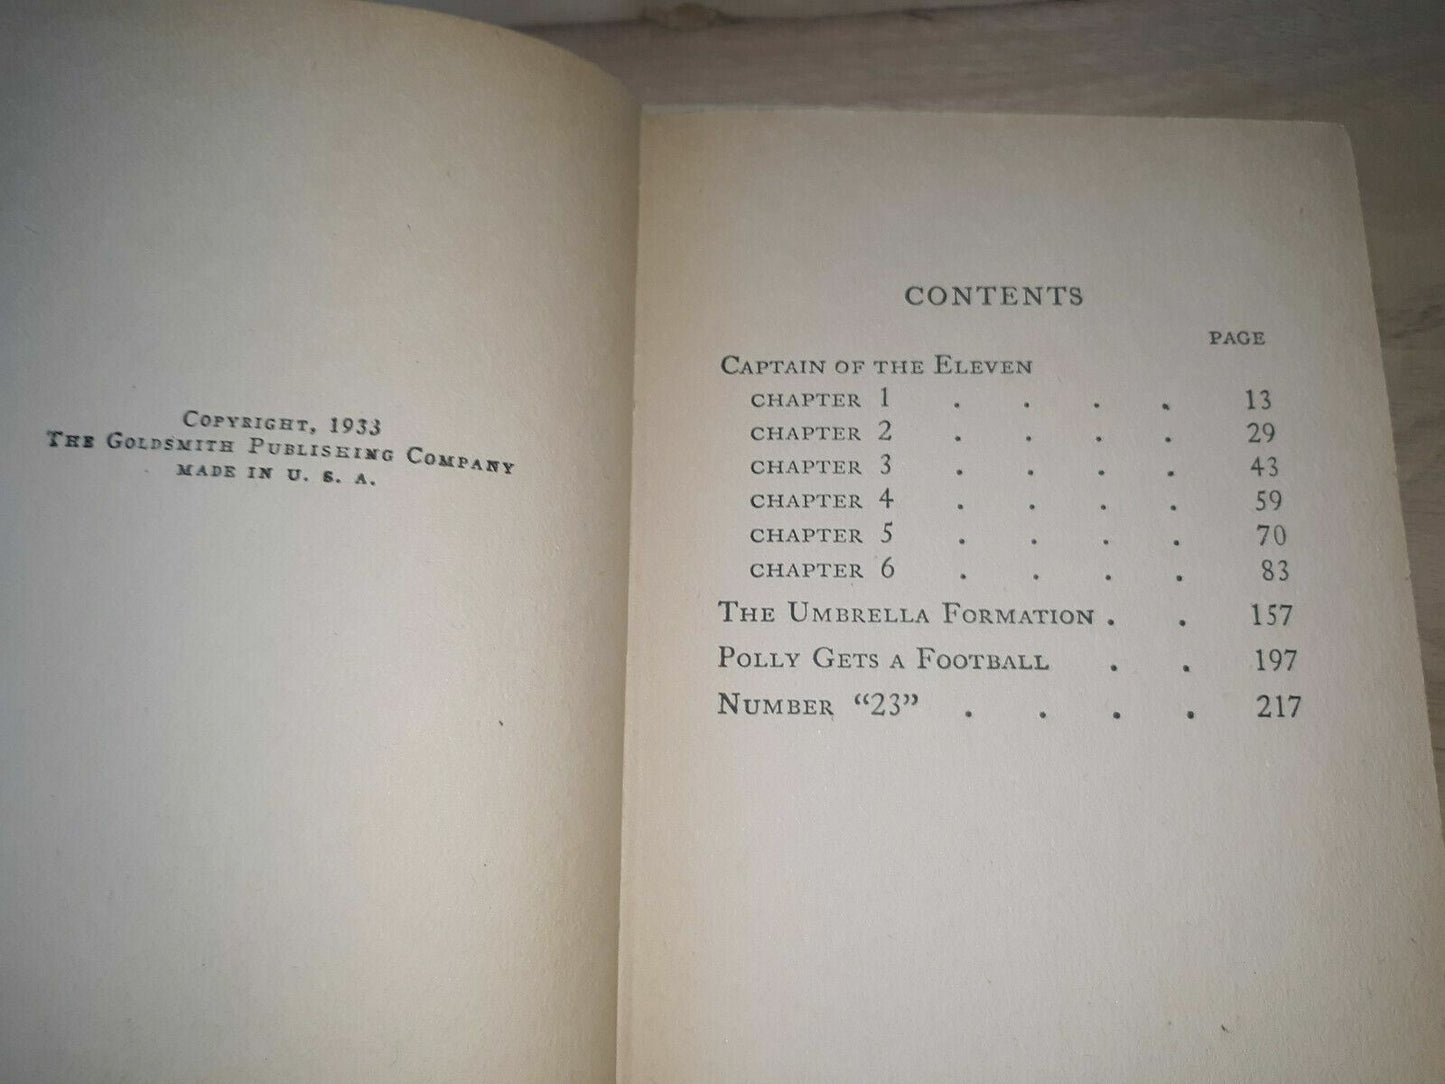 COPYRIGHT, 1933
THE GOLDSMITH PUBLISHING COMPANY
MADE IN U. S. A.
CONTENTS
PAGE
CAPTAIN OF THE ELEVEN
CHAPTER 1 . . . . 13
CHAPTER 2 . . . . 29
CHAPTER 3 . . . . 43
CHAPTER 4 . . . . 59
CHAPTER 5 . . . . 70
CHAPTER 6 . . . . 83
THE UMBRELLA FORMATION . . 157
POLLY GETS A FOOTBALL . . 197
NUMBER “23” . . . . 217